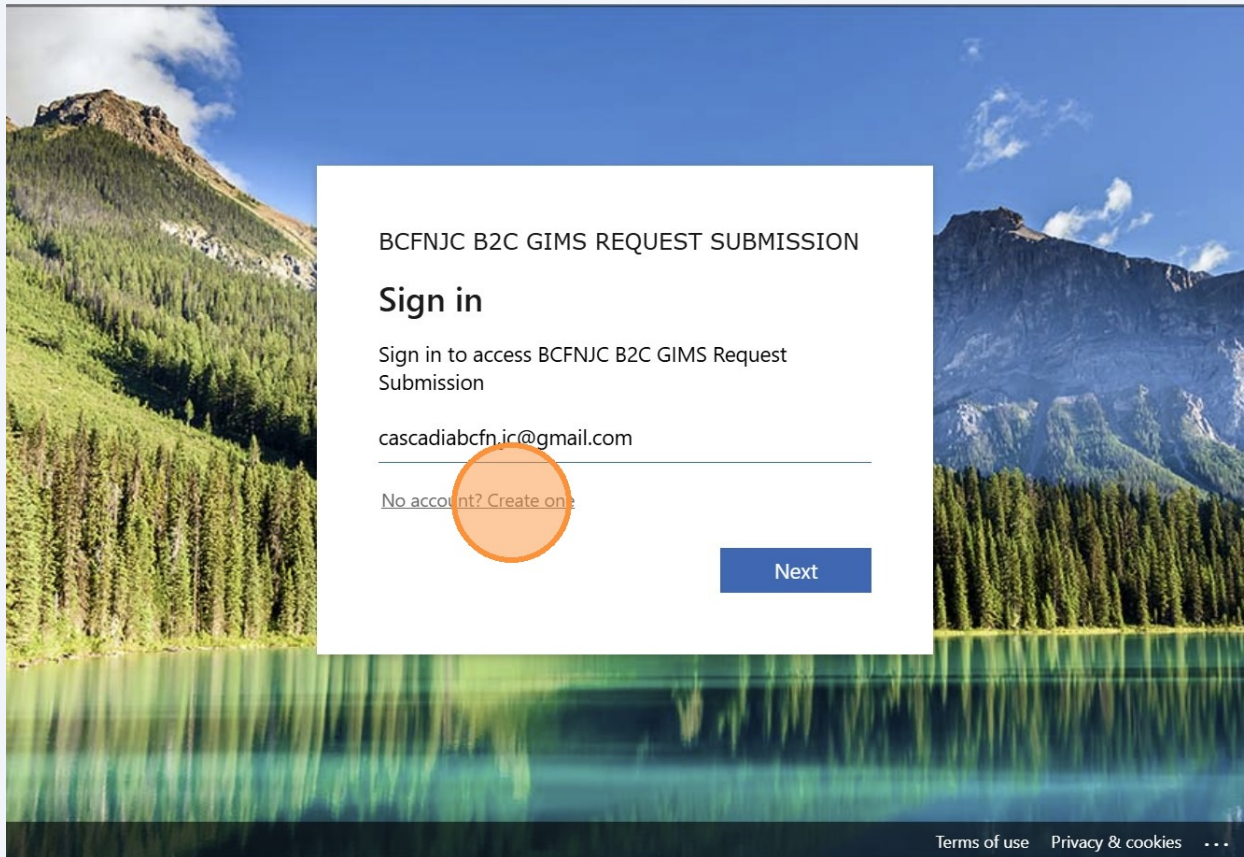 BCFNJC B2C GIMS REQUEST SUBMISSION
Sign in
Sign in to access BCFNJC B2C GIMS Request
Submission
cascadiabcfn.jc@gmail.com
No account? Create one
Next
Terms of use Privacy & cookies ...